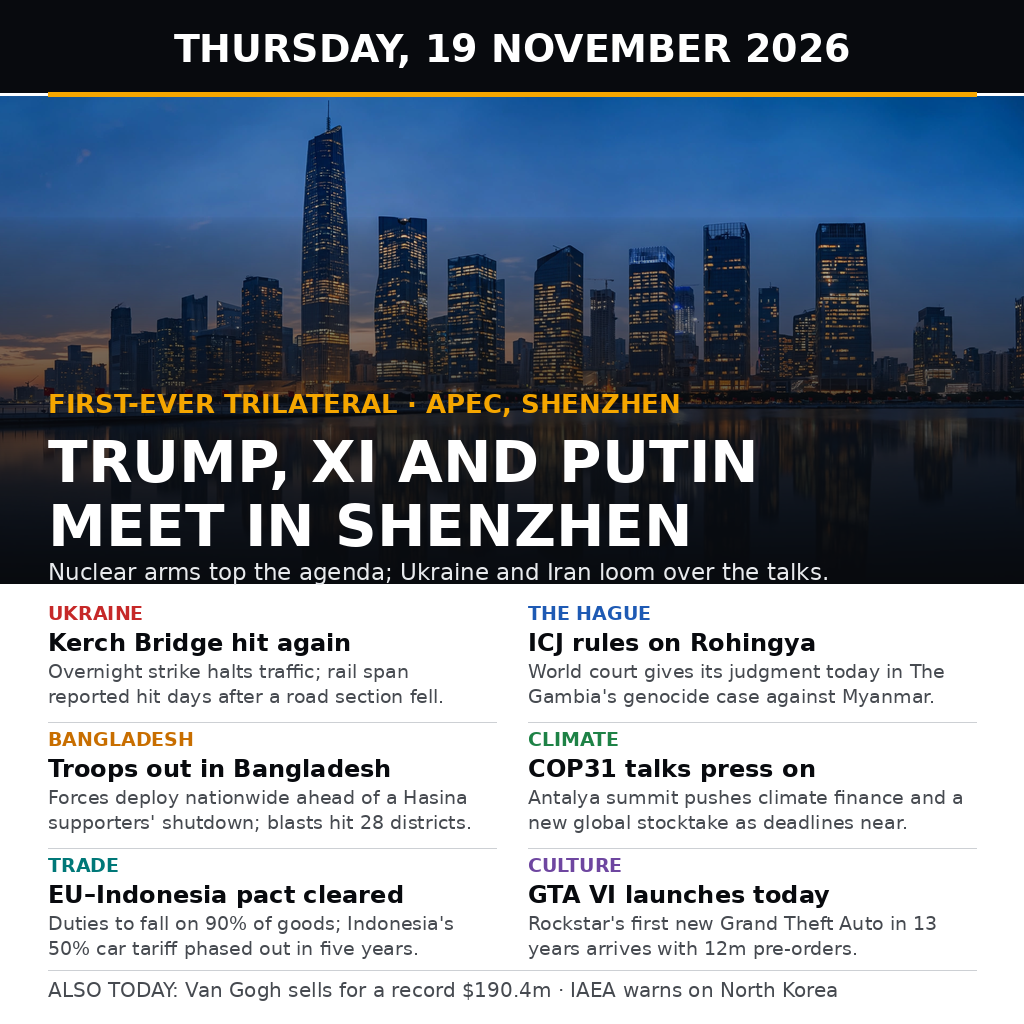 THURSDAY, 19 NOVEMBER 2026
FIRST-EVER TRILATERAL · APEC, SHENZHEN
TRUMP, XI AND PUTIN
MEET IN SHENZHEN
Nuclear arms top the agenda; Ukraine and Iran loom over the talks.
UKRAINE
Kerch Bridge hit again
Overnight strike halts traffic; rail span
reported hit days after a road section fell.
THE HAGUE
ICJ rules on Rohingya
World court gives its judgment today in The
Gambia's genocide case against Myanmar.
BANGLADESH
Troops out in Bangladesh
Forces deploy nationwide ahead of a Hasina
supporters' shutdown; blasts hit 28 districts.
CLIMATE
COP31 talks press on
Antalya summit pushes climate finance and a
new global stocktake as deadlines near.
TRADE
EU–Indonesia pact cleared
Duties to fall on 90% of goods; Indonesia's
50% car tariff phased out in five years.
CULTURE
GTA VI launches today
Rockstar's first new Grand Theft Auto in 13
years arrives with 12m pre-orders.
ALSO TODAY: Van Gogh sells for a record $190.4m · IAEA warns on North Korea